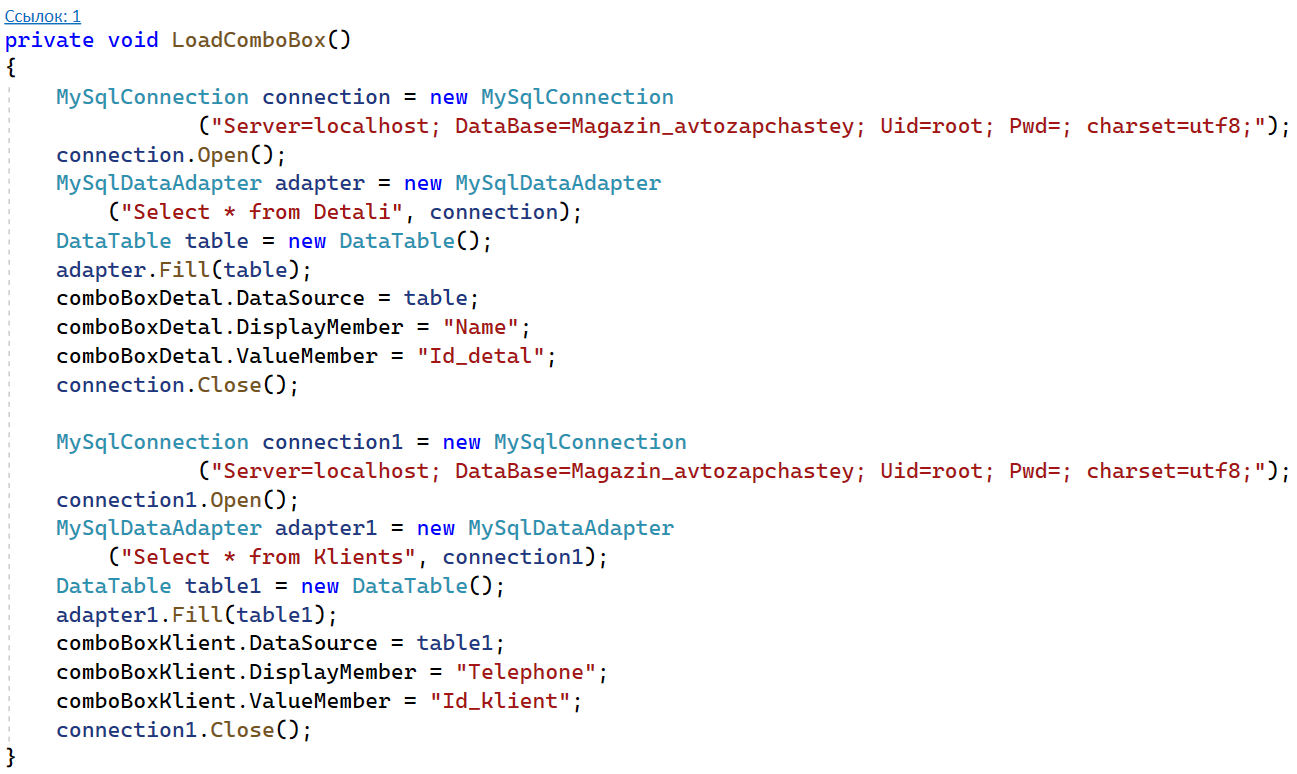 Ссылок: 1
private void LoadComboBox()
{
    MySqlConnection connection = new MySqlConnection
               ("Server=localhost; DataBase=Magazin_avtozapchastey; Uid=root; Pwd=; charset=utf8;");
    connection.Open();
    MySqlDataAdapter adapter = new MySqlDataAdapter
        ("Select * from Detali", connection);
    DataTable table = new DataTable();
    adapter.Fill(table);
    comboBoxDetal.DataSource = table;
    comboBoxDetal.DisplayMember = "Name";
    comboBoxDetal.ValueMember = "Id_detal";
    connection.Close();

    MySqlConnection connection1 = new MySqlConnection
               ("Server=localhost; DataBase=Magazin_avtozapchastey; Uid=root; Pwd=; charset=utf8;");
    connection1.Open();
    MySqlDataAdapter adapter1 = new MySqlDataAdapter
        ("Select * from Klients", connection1);
    DataTable table1 = new DataTable();
    adapter1.Fill(table1);
    comboBoxKlient.DataSource = table1;
    comboBoxKlient.DisplayMember = "Telephone";
    comboBoxKlient.ValueMember = "Id_klient";
    connection1.Close();
}